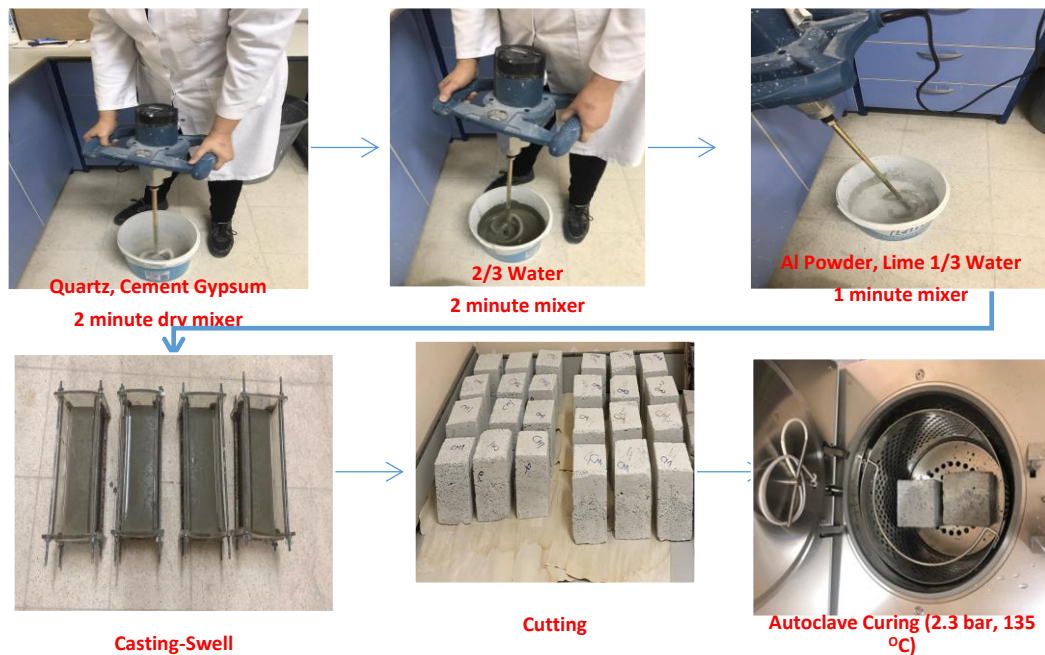 Quartz, Cement Gypsum
2 minute dry mixer
2/3 Water
2 minute mixer
Al Powder, Lime 1/3 Water
1 minute mixer
Casting-Swell
Cutting
Autoclave Curing (2.3 bar, 135
ᴼC)